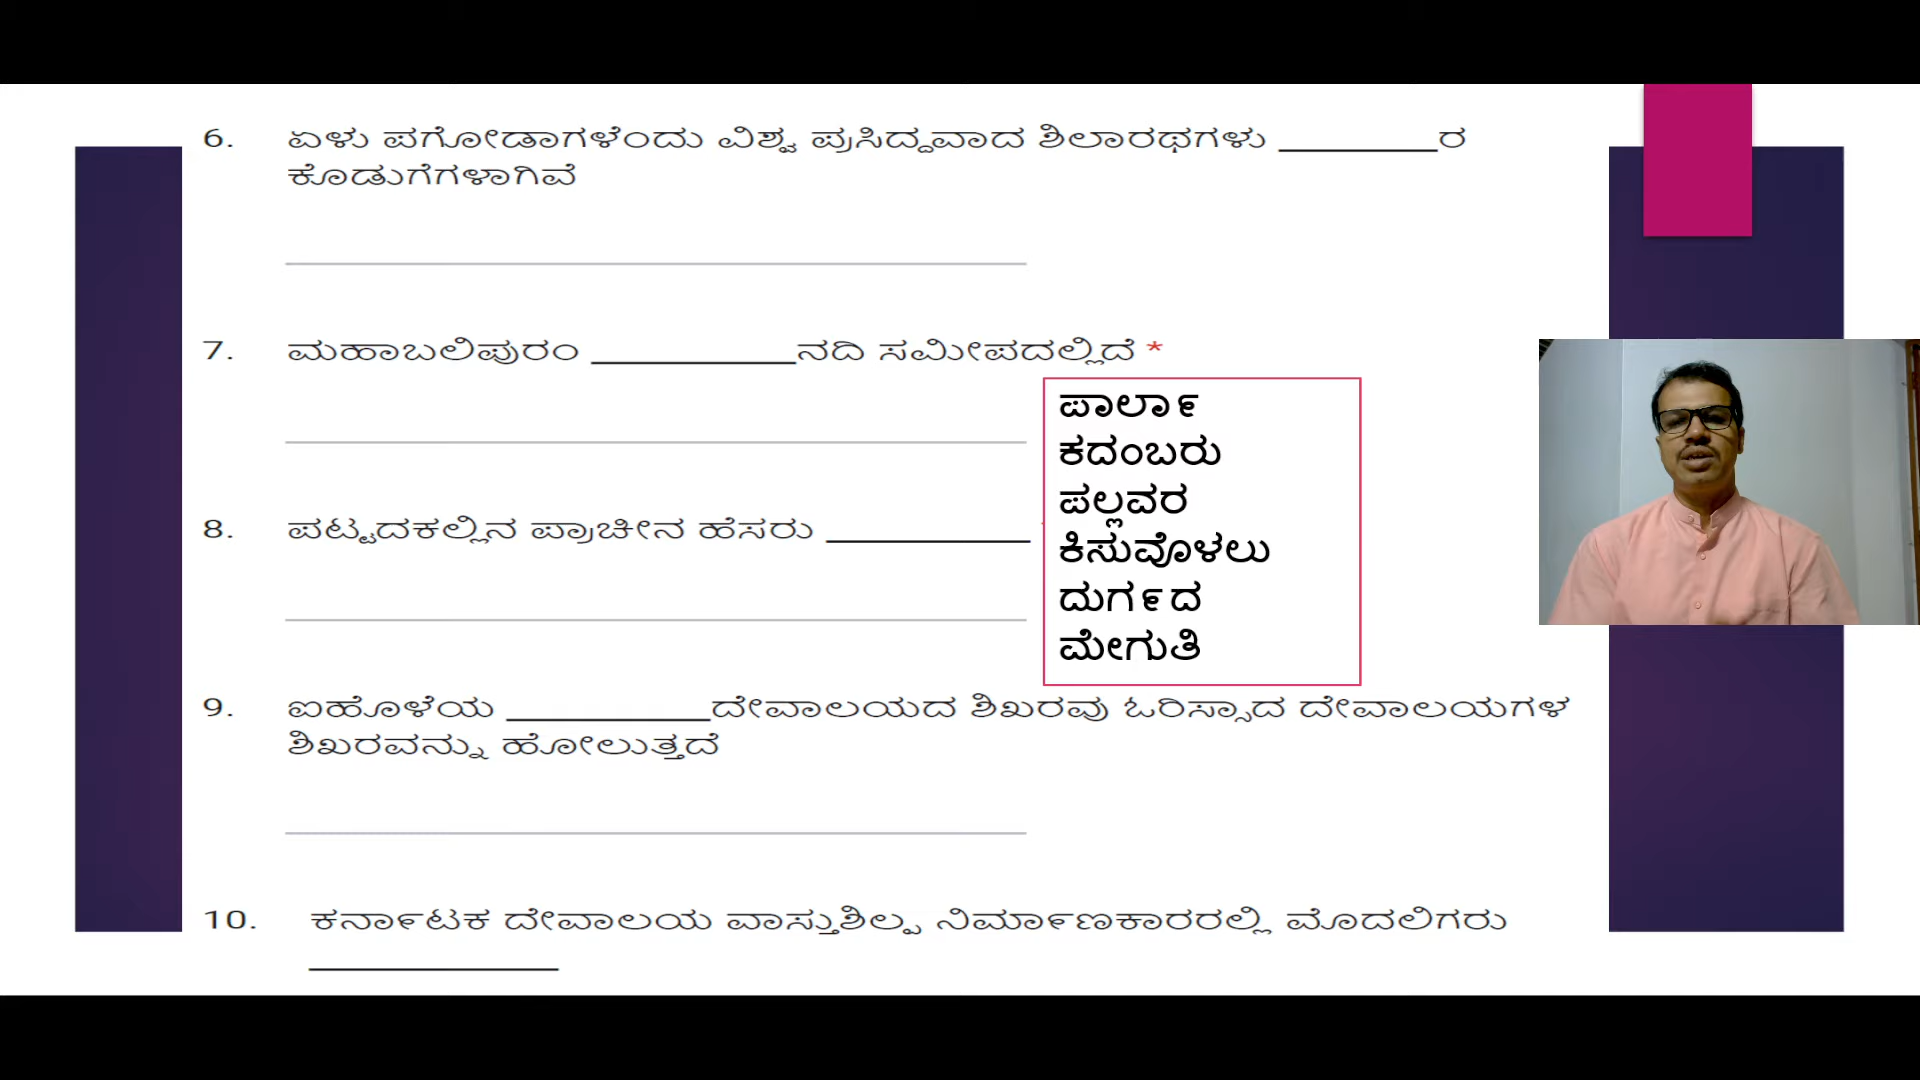 6. ಏಳು ಪಗೋಡಾಗಳೆಂದು ವಿಶ್ವ ಪ್ರಸಿದ್ದವಾದ ಶಿಲಾರಥಗಳು ________ರ
ಕೊಡುಗೆಗಳಾಗಿವೆ
7. ಮಹಾಬಲಿಪುರಂ __________ನದಿ ಸಮೀಪದಲ್ಲಿದೆ *
ಪಾಲಾರ್
ಕದಂಬರು
ಪಲ್ಲವರ
ಕಿಸುವೊಳಲು
ದುರ್ಗದ
ಮೇಗುತಿ
8. ಪಟ್ಟದಕಲ್ಲಿನ ಪ್ರಾಚೀನ ಹೆಸರು __________
9. ಐಹೊಳೆಯ __________ದೇವಾಲಯದ ಶಿಖರವು ಓರಿಸ್ಸಾದ ದೇವಾಲಯಗಳ
ಶಿಖರವನ್ನು ಹೋಲುತ್ತದೆ
10. ಕರ್ನಾಟಕ ದೇವಾಲಯ ವಾಸ್ತುಶಿಲ್ಪ ನಿರ್ಮಾಣಕಾರರಲ್ಲಿ ಮೊದಲಿಗರು
____________